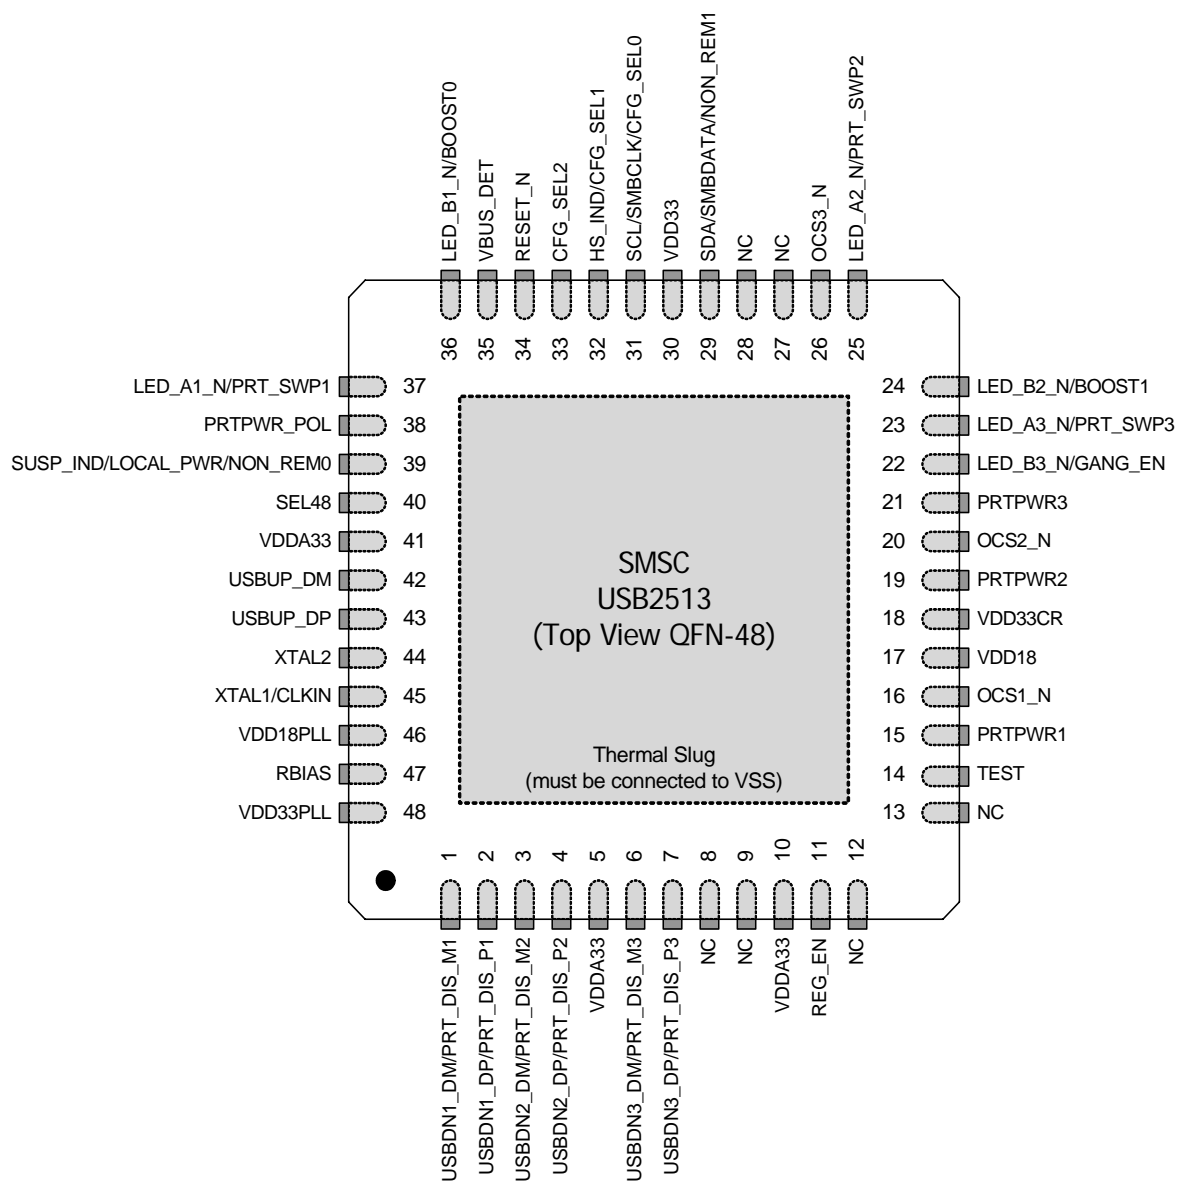 LED_B1_N/BOOST0
VBUS_DET
RESET_N
CFG_SEL2
HS_IND/CFG_SEL1
SCL/SMBCLK/CFG_SEL0
VDD33
SDA/SMBDATA/NON_REM1
NC
NC
OCS3_N
LED_A2_N/PRT_SWP2
36
35
34
33
32
31
30
29
28
27
26
25
LED_A1_N/PRT_SWP1 37
PRTPWR_POL 38
SUSP_IND/LOCAL_PWR/NON_REM0 39
SEL48 40
VDDA33 41
USBUP_DM 42
USBUP_DP 43
XTAL2 44
XTAL1/CLKIN 45
VDD18PLL 46
RBIAS 47
VDD33PLL 48
SMSC
USB2513
(Top View QFN-48)
Thermal Slug
(must be connected to VSS)
24 LED_B2_N/BOOST1
23 LED_A3_N/PRT_SWP3
22 LED_B3_N/GANG_EN
21 PRTPWR3
20 OCS2_N
19 PRTPWR2
18 VDD33CR
17 VDD18
16 OCS1_N
15 PRTPWR1
14 TEST
13 NC
1
2
3
4
5
6
7
8
9
10
11
12
USBDN1_DM/PRT_DIS_M1
USBDN1_DP/PRT_DIS_P1
USBDN2_DM/PRT_DIS_M2
USBDN2_DP/PRT_DIS_P2
VDDA33
USBDN3_DM/PRT_DIS_M3
USBDN3_DP/PRT_DIS_P3
NC
NC
VDDA33
REG_EN
NC